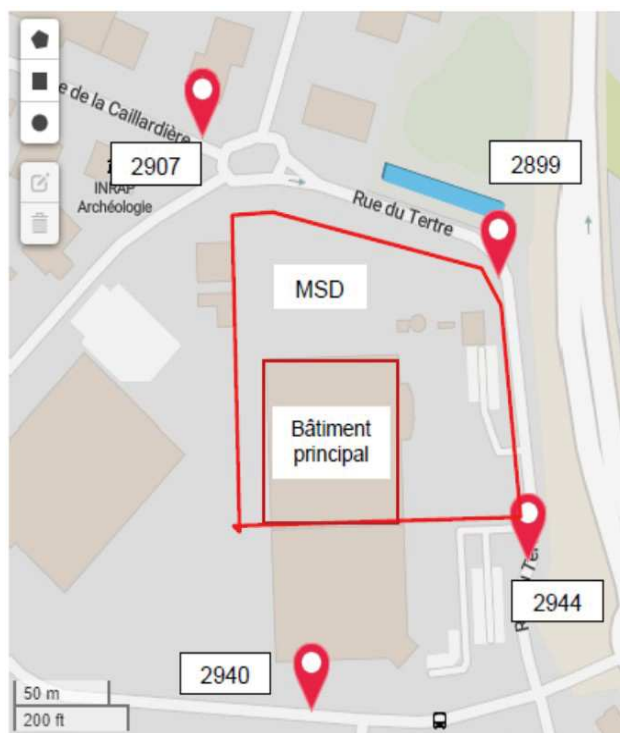 e de la Caillardière
2907
INRAP
Archéologie
2899
Rue du Tertre
MSD
Bâtiment
principal
2944
2940
50 m
200 ft